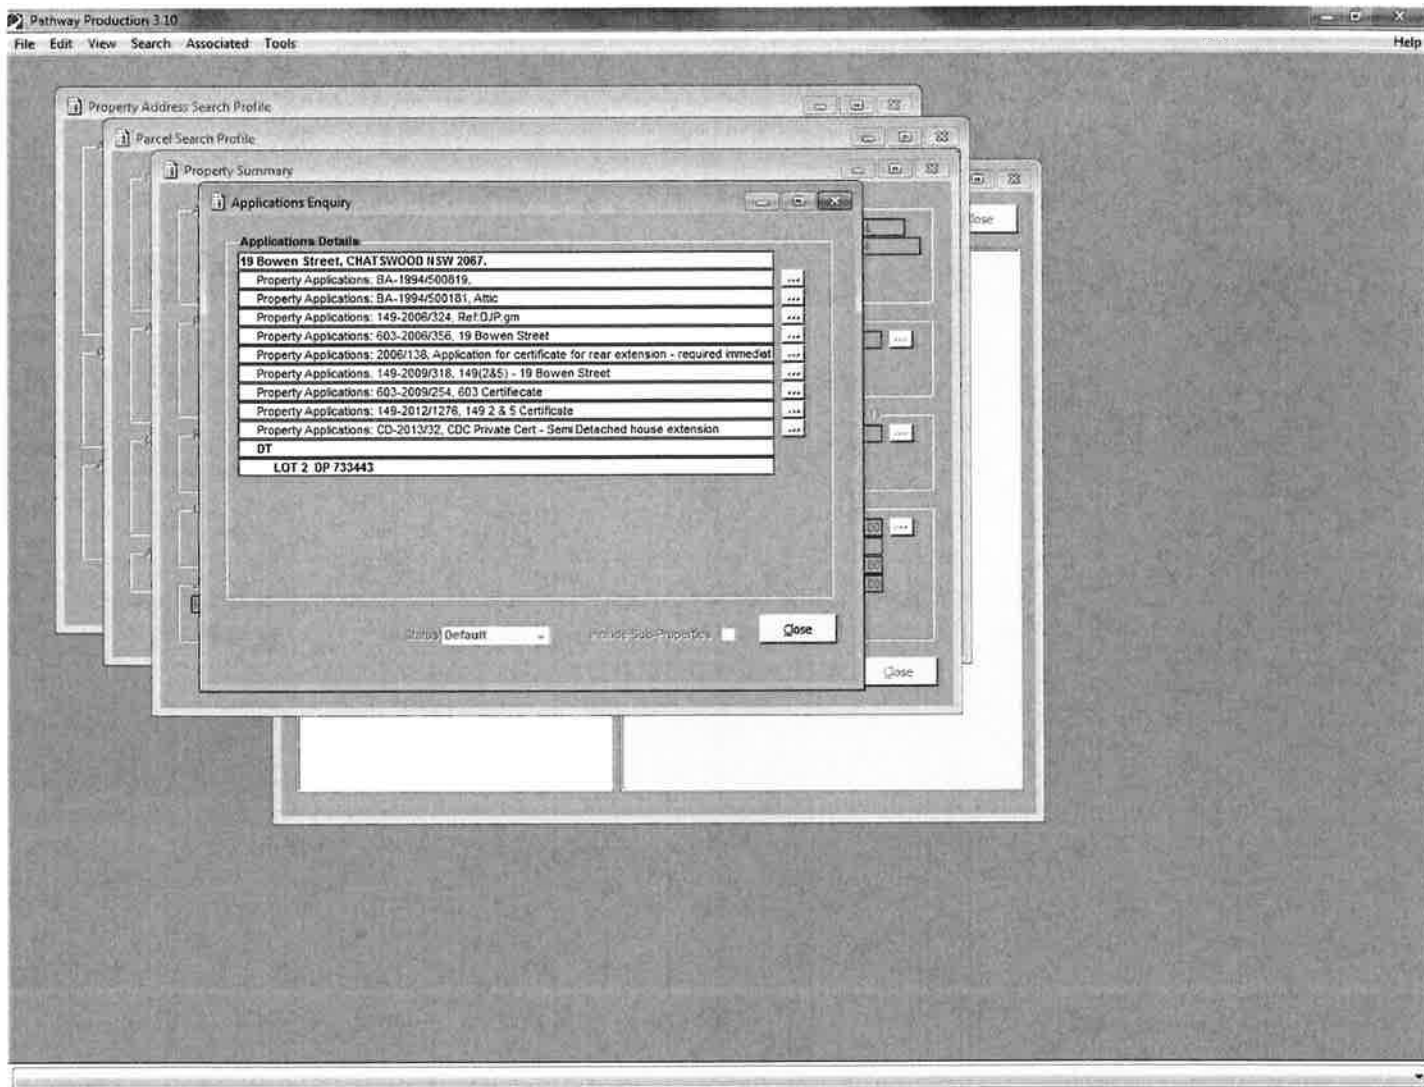 Pathway Production 3.10
File Edit View Search Associated Tools Help
Property Address Search Profile
Parcel Search Profile
Property Summary
Applications Enquiry
Applications Details
19 Bowen Street, CHATSWOOD NSW 2067.
Property Applications: BA-1994/500819,
Property Applications: BA-1994/500181, Attic
Property Applications: 149-2006/324, Ref:DJP:gm
Property Applications: 603-2006/356, 19 Bowen Street
Property Applications: 2006/138, Application for certificate for rear extension - required immediat
Property Applications: 149-2009/318, 149(2&5) - 19 Bowen Street
Property Applications: 603-2009/254, 603 Certifiecate
Property Applications: 149-2012/1276, 149 2 & 5 Certificate
Property Applications: CD-2013/32, CDC Private Cert - Semi Detached house extension
DT
LOT 2 DP 733443
Status Default Include Sub-Properties Close
Close